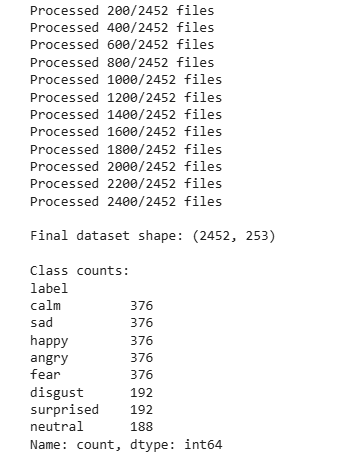 Processed 200/2452 files
Processed 400/2452 files
Processed 600/2452 files
Processed 800/2452 files
Processed 1000/2452 files
Processed 1200/2452 files
Processed 1400/2452 files
Processed 1600/2452 files
Processed 1800/2452 files
Processed 2000/2452 files
Processed 2200/2452 files
Processed 2400/2452 files
Final dataset shape: (2452, 253)
Class counts:
label
calm 376
sad 376
happy 376
angry 376
fear 376
disgust 192
surprised 192
neutral 188
Name: count, dtype: int64